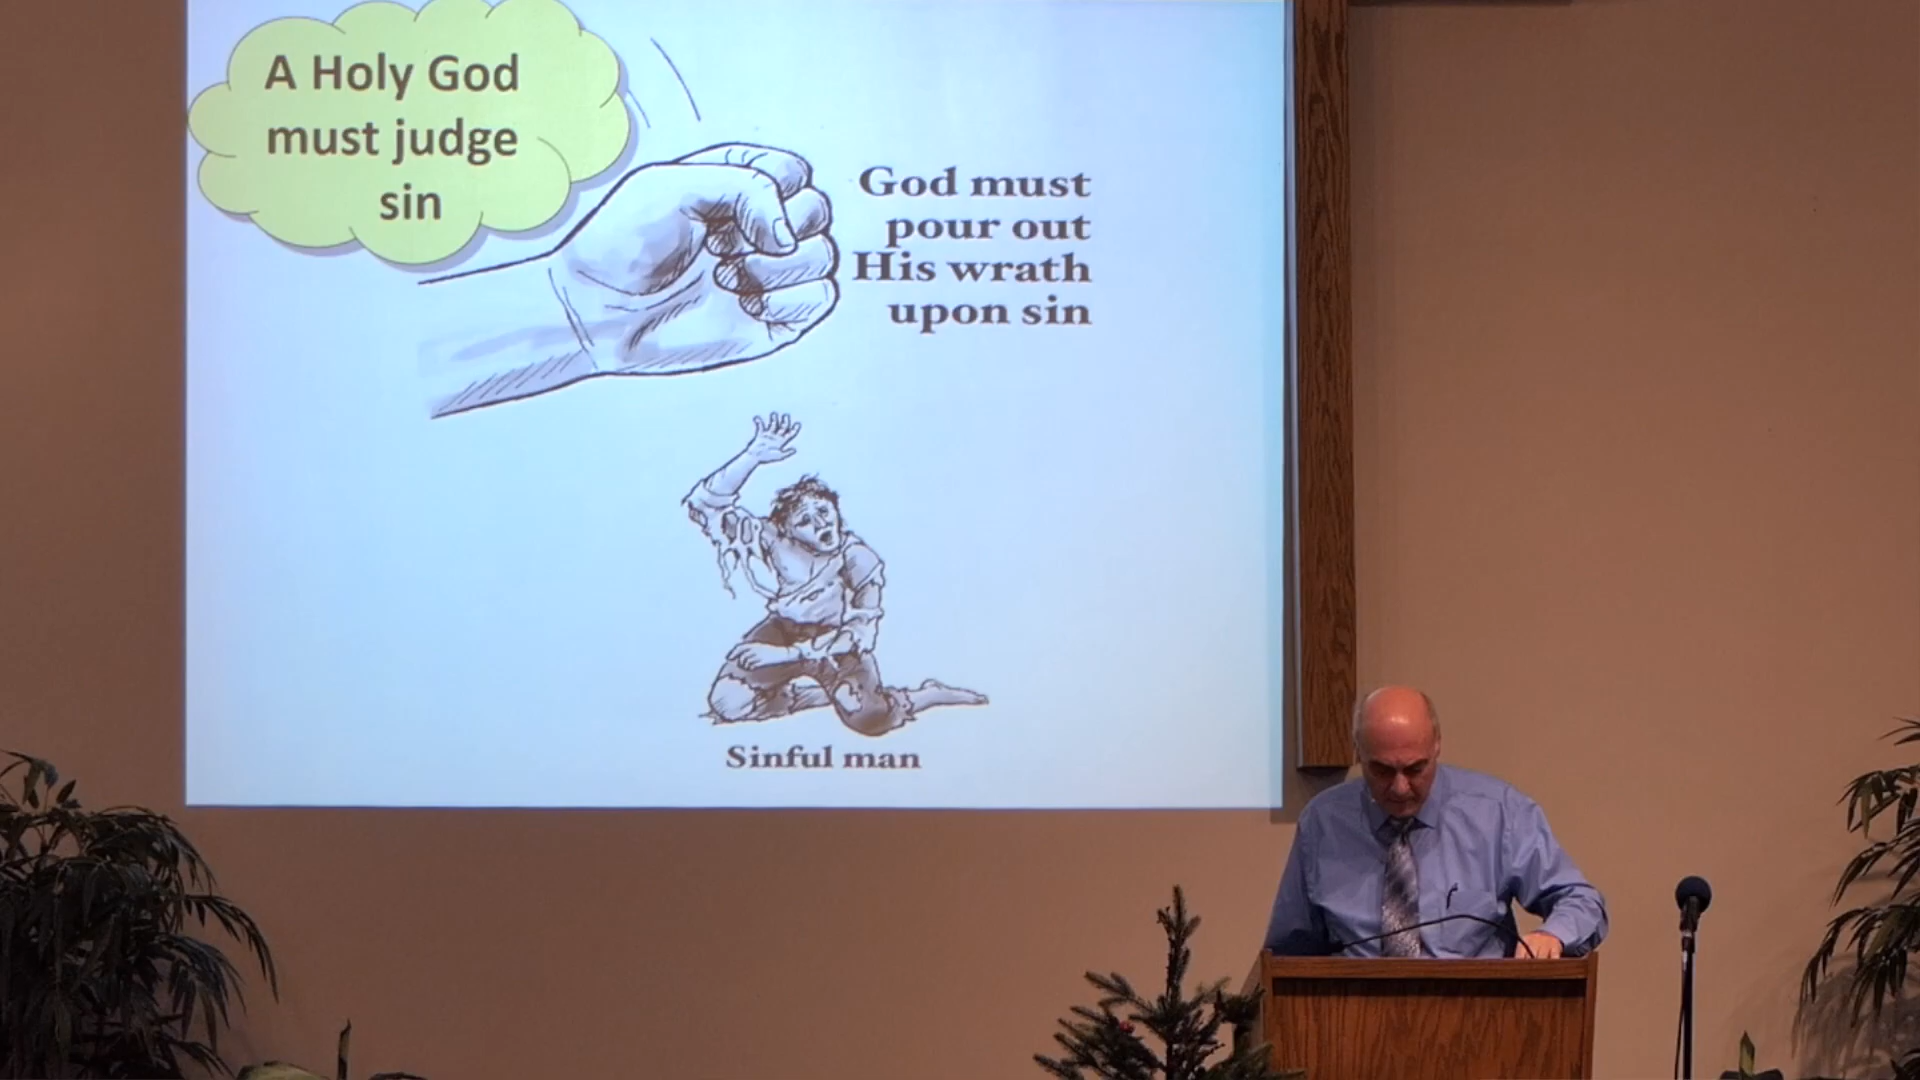 A Holy God
must judge
sin
God must
pour out
His wrath
upon sin
Sinful man